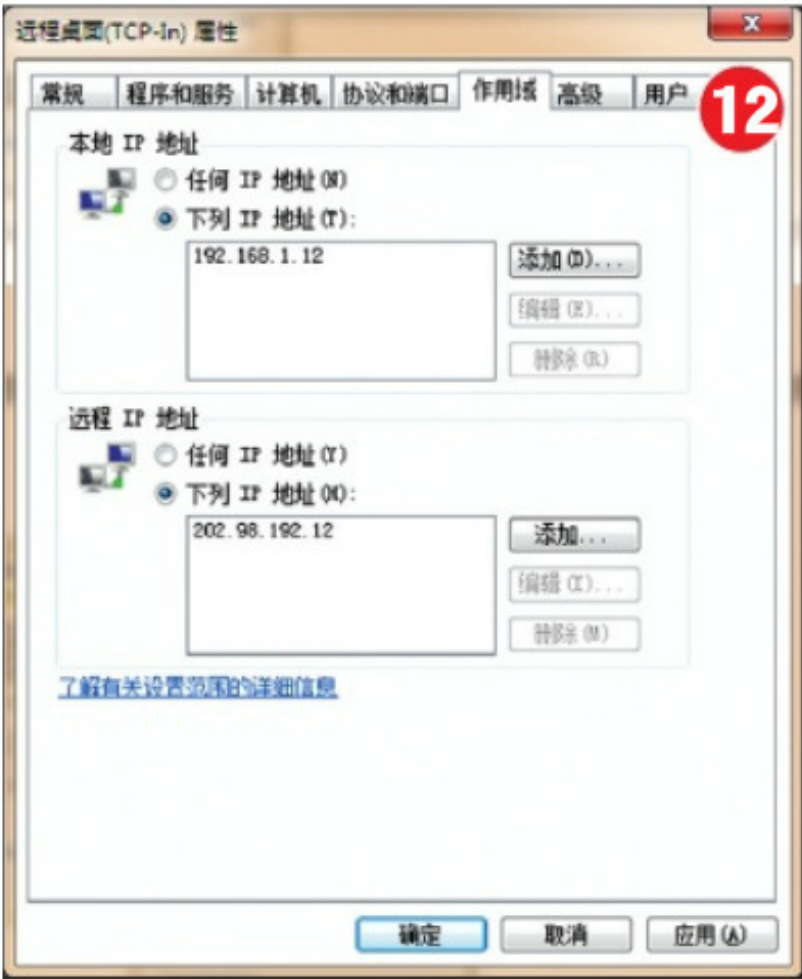 远程桌面(TCP-In) 属性
常规 程序和服务 计算机 协议和端口 作用域 高级 用户
12
本地 IP 地址
任何 IP 地址(N)
下列 IP 地址(T):
192.168.1.12
添加(D)...
编辑(E)...
删除(R)
远程 IP 地址
任何 IP 地址(Y)
下列 IP 地址(H):
202.98.192.12
添加...
编辑(I)...
删除(M)
了解有关设置范围的详细信息
确定 取消 应用(A)